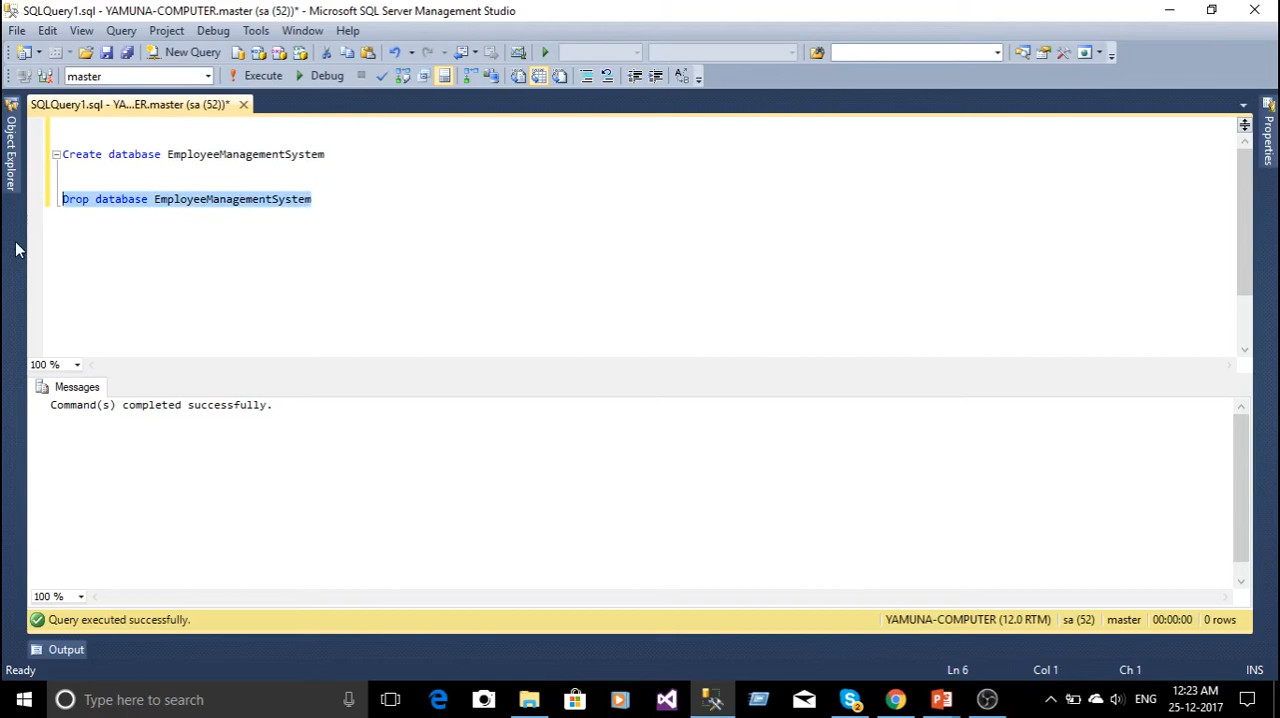 SQLQuery1.sql - YAMUNA-COMPUTER.master (sa (52))* - Microsoft SQL Server Management Studio
File Edit View Query Project Debug Tools Window Help
New Query
master Execute Debug
SQLQuery1.sql - YA...ER.master (sa (52))*
Object Explorer
Properties
Create database EmployeeManagementSystem
Drop database EmployeeManagementSystem
100 %
Messages
Command(s) completed successfully.
100 %
Query executed successfully. YAMUNA-COMPUTER (12.0 RTM) sa (52) master 00:00:00 0 rows
Output
Ready Ln 6 Col 1 Ch 1 INS
Type here to search ENG 12:23 AM
25-12-2017